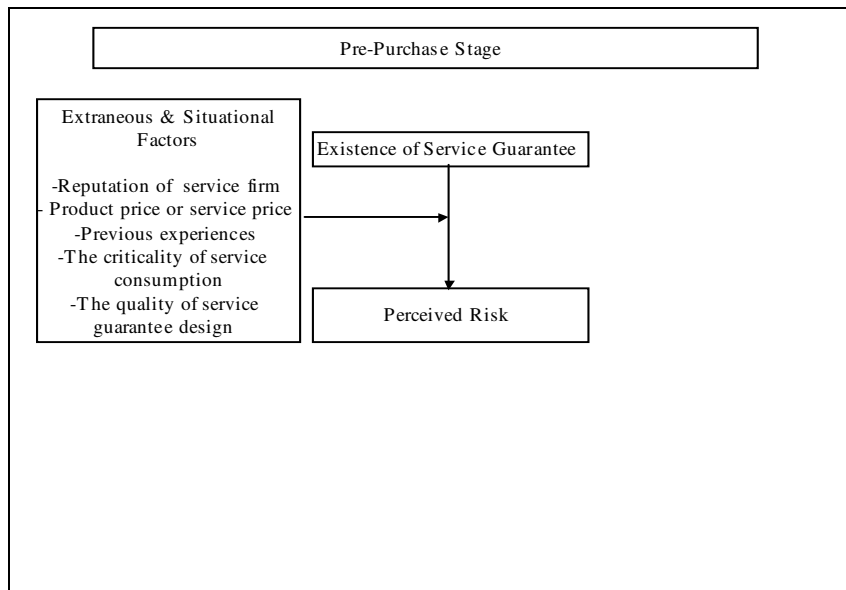 Pre-Purchase Stage
Extraneous & Situational
Factors
-Reputation of service firm
- Product price or service price
-Previous experiences
-The criticality of service
consumption
-The quality of service
guarantee design
Existence of Service Guarantee
Perceived Risk